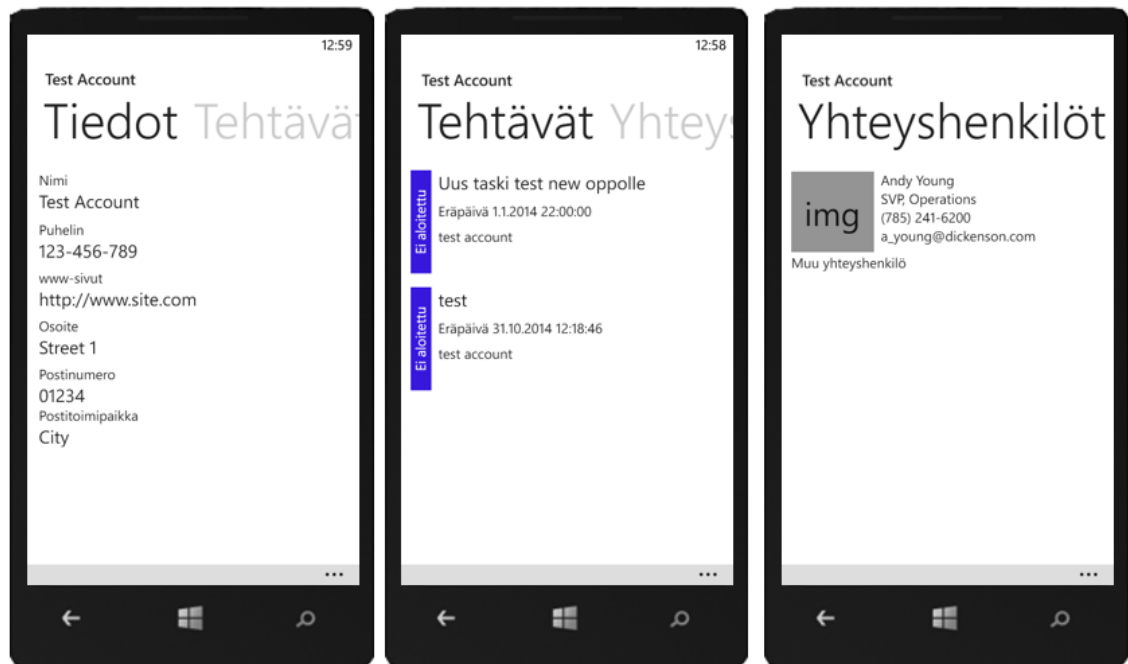 12:59
Test Account
Tiedot Tehtävät
Nimi
Test Account
Puhelin
123-456-789
www-sivut
http://www.site.com
Osoite
Street 1
Postinumero
01234
Postitoimipaikka
City
12:58
Test Account
Tehtävät Yhteys
Ei aloitettu
Uus taski test new oppolle
Eräpäivä 1.1.2014 22:00:00
test account
Ei aloitettu
test
Eräpäivä 31.10.2014 12:18:46
test account
Test Account
Yhteyshenkilöt
img
Andy Young
SVP, Operations
(785) 241-6200
a_young@dickenson.com
Muu yhteyshenkilö